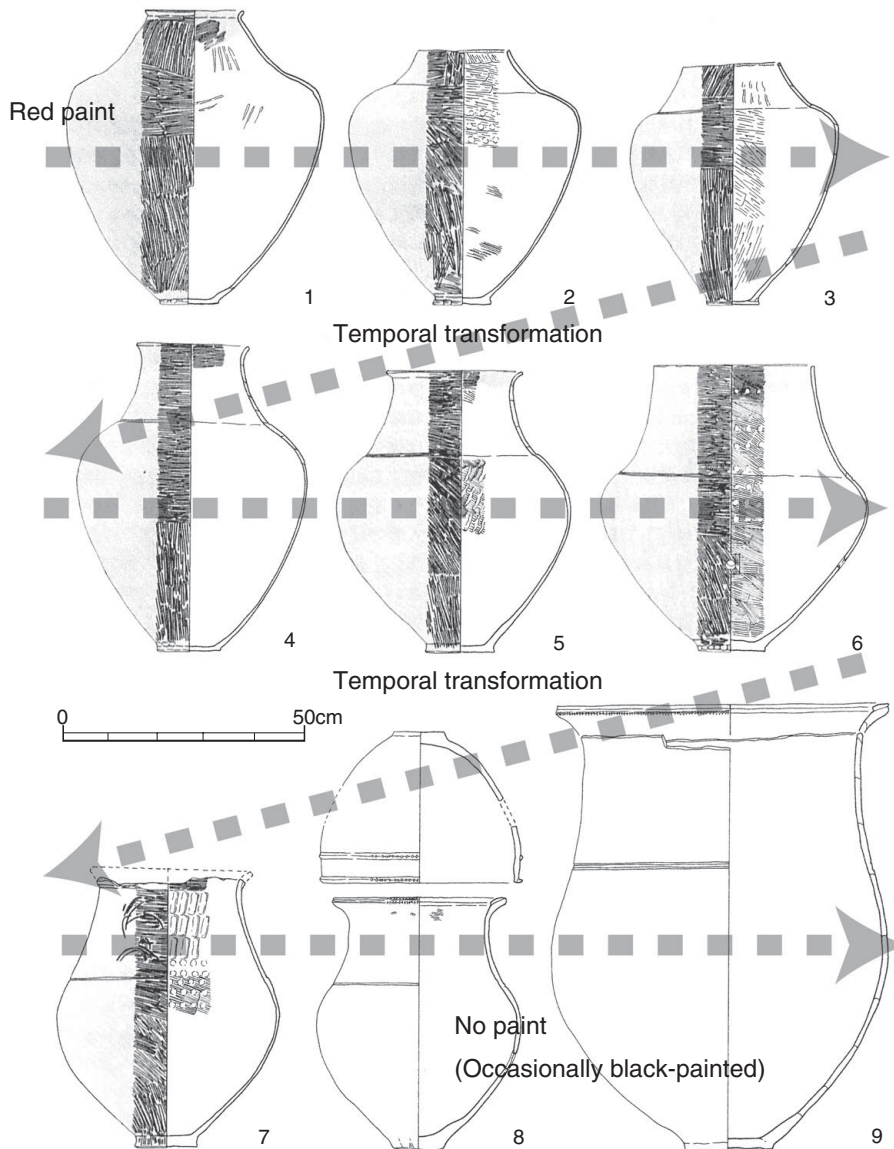 Red paint
1
2
3
Temporal transformation
4
5
6
Temporal transformation
0 50cm
No paint
(Occasionally black-painted)
7
8
9